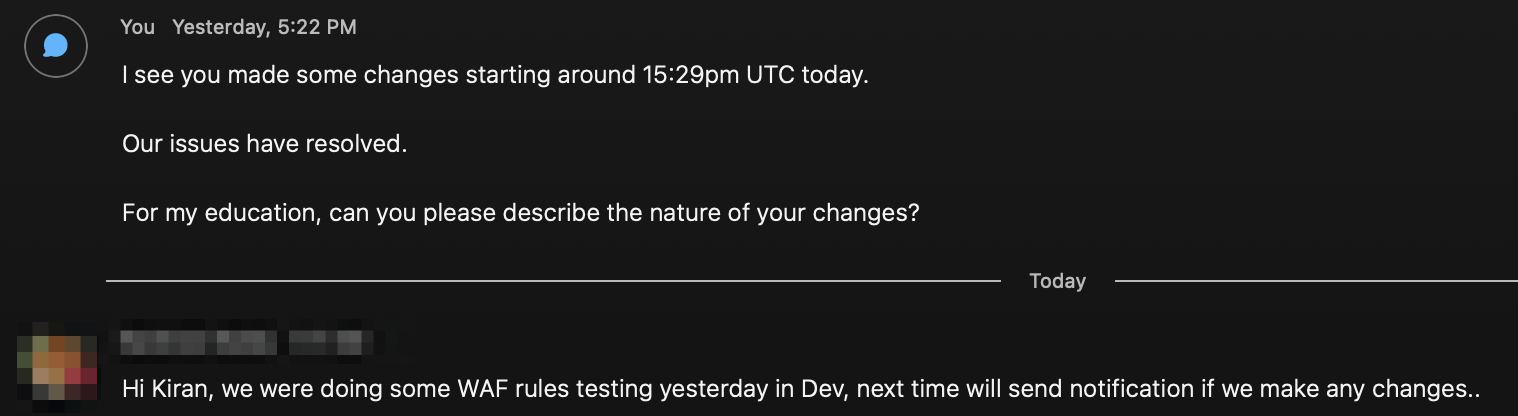 You Yesterday, 5:22 PM
I see you made some changes starting around 15:29pm UTC today.
Our issues have resolved.
For my education, can you please describe the nature of your changes?
Today
Hi Kiran, we were doing some WAF rules testing yesterday in Dev, next time will send notification if we make any changes..